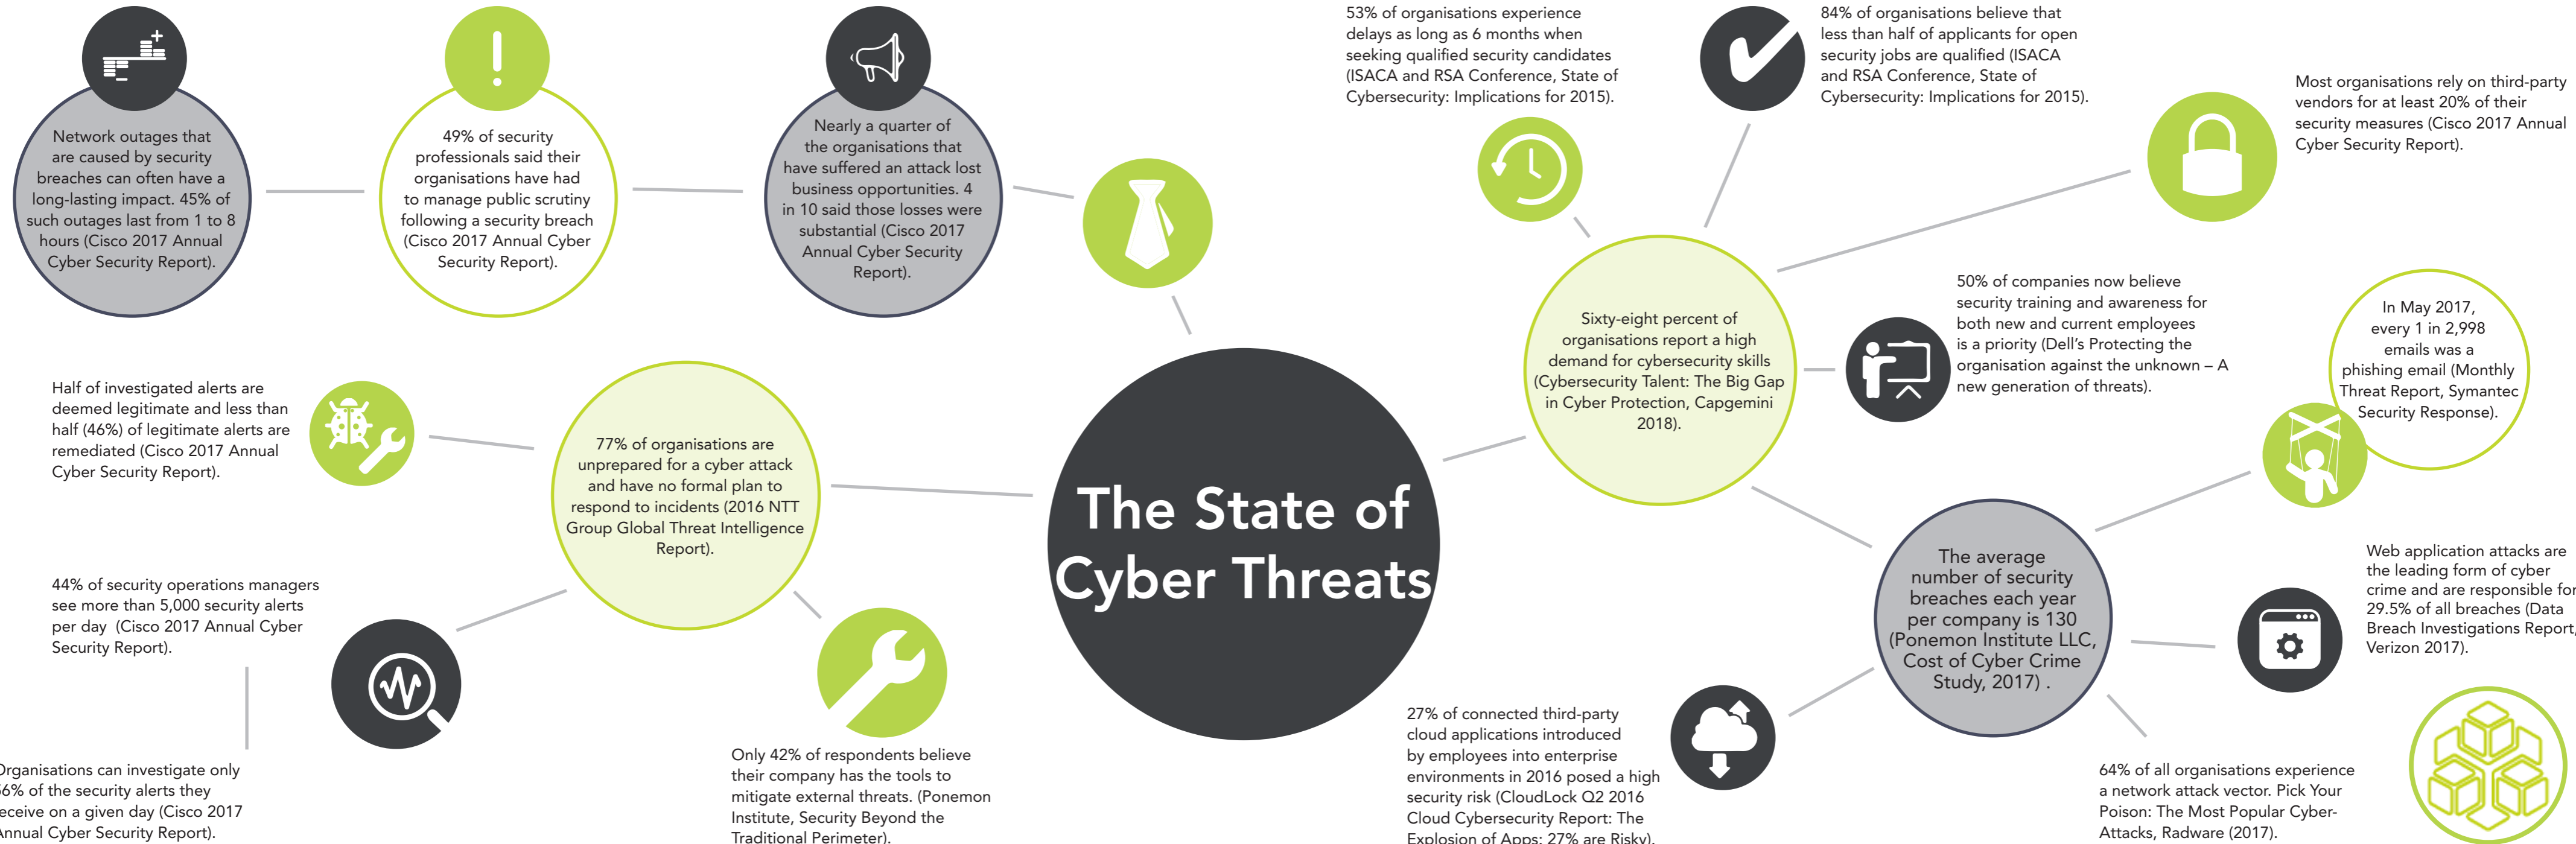 Network outages that
are caused by security
breaches can often have a
long-lasting impact. 45% of
such outages last from 1 to 8
hours (Cisco 2017 Annual
Cyber Security Report).
49% of security
professionals said their
organisations have had
to manage public scrutiny
following a security breach
(Cisco 2017 Annual Cyber
Security Report).
Nearly a quarter of
the organisations that
have suffered an attack lost
business opportunities. 4
in 10 said those losses were
substantial (Cisco 2017
Annual Cyber Security
Report).
53% of organisations experience
delays as long as 6 months when
seeking qualified security candidates
(ISACA and RSA Conference, State of
Cybersecurity: Implications for 2015).
84% of organisations believe that
less than half of applicants for open
security jobs are qualified (ISACA
and RSA Conference, State of
Cybersecurity: Implications for 2015).
Most organisations rely on third-party
vendors for at least 20% of their
security measures (Cisco 2017 Annual
Cyber Security Report).
Sixty-eight percent of
organisations report a high
demand for cybersecurity skills
(Cybersecurity Talent: The Big Gap
in Cyber Protection, Capgemini
2018).
50% of companies now believe
security training and awareness for
both new and current employees
is a priority (Dell's Protecting the
organisation against the unknown – A
new generation of threats).
In May 2017,
every 1 in 2,998
emails was a
phishing email (Monthly
Threat Report, Symantec
Security Response).
Half of investigated alerts are
deemed legitimate and less than
half (46%) of legitimate alerts are
remediated (Cisco 2017 Annual
Cyber Security Report).
77% of organisations are
unprepared for a cyber attack
and have no formal plan to
respond to incidents (2016 NTT
Group Global Threat Intelligence
Report).
The State of
Cyber Threats
The average
number of security
breaches each year
per company is 130
(Ponemon Institute LLC,
Cost of Cyber Crime
Study, 2017) .
Web application attacks are
the leading form of cyber
crime and are responsible for
29.5% of all breaches (Data
Breach Investigations Report,
Verizon 2017).
44% of security operations managers
see more than 5,000 security alerts
per day (Cisco 2017 Annual Cyber
Security Report).
Organisations can investigate only
56% of the security alerts they
receive on a given day (Cisco 2017
Annual Cyber Security Report).
Only 42% of respondents believe
their company has the tools to
mitigate external threats. (Ponemon
Institute, Security Beyond the
Traditional Perimeter).
27% of connected third-party
cloud applications introduced
by employees into enterprise
environments in 2016 posed a high
security risk (CloudLock Q2 2016
Cloud Cybersecurity Report: The
Explosion of Apps: 27% are Risky).
64% of all organisations experience
a network attack vector. Pick Your
Poison: The Most Popular Cyber-
Attacks, Radware (2017).